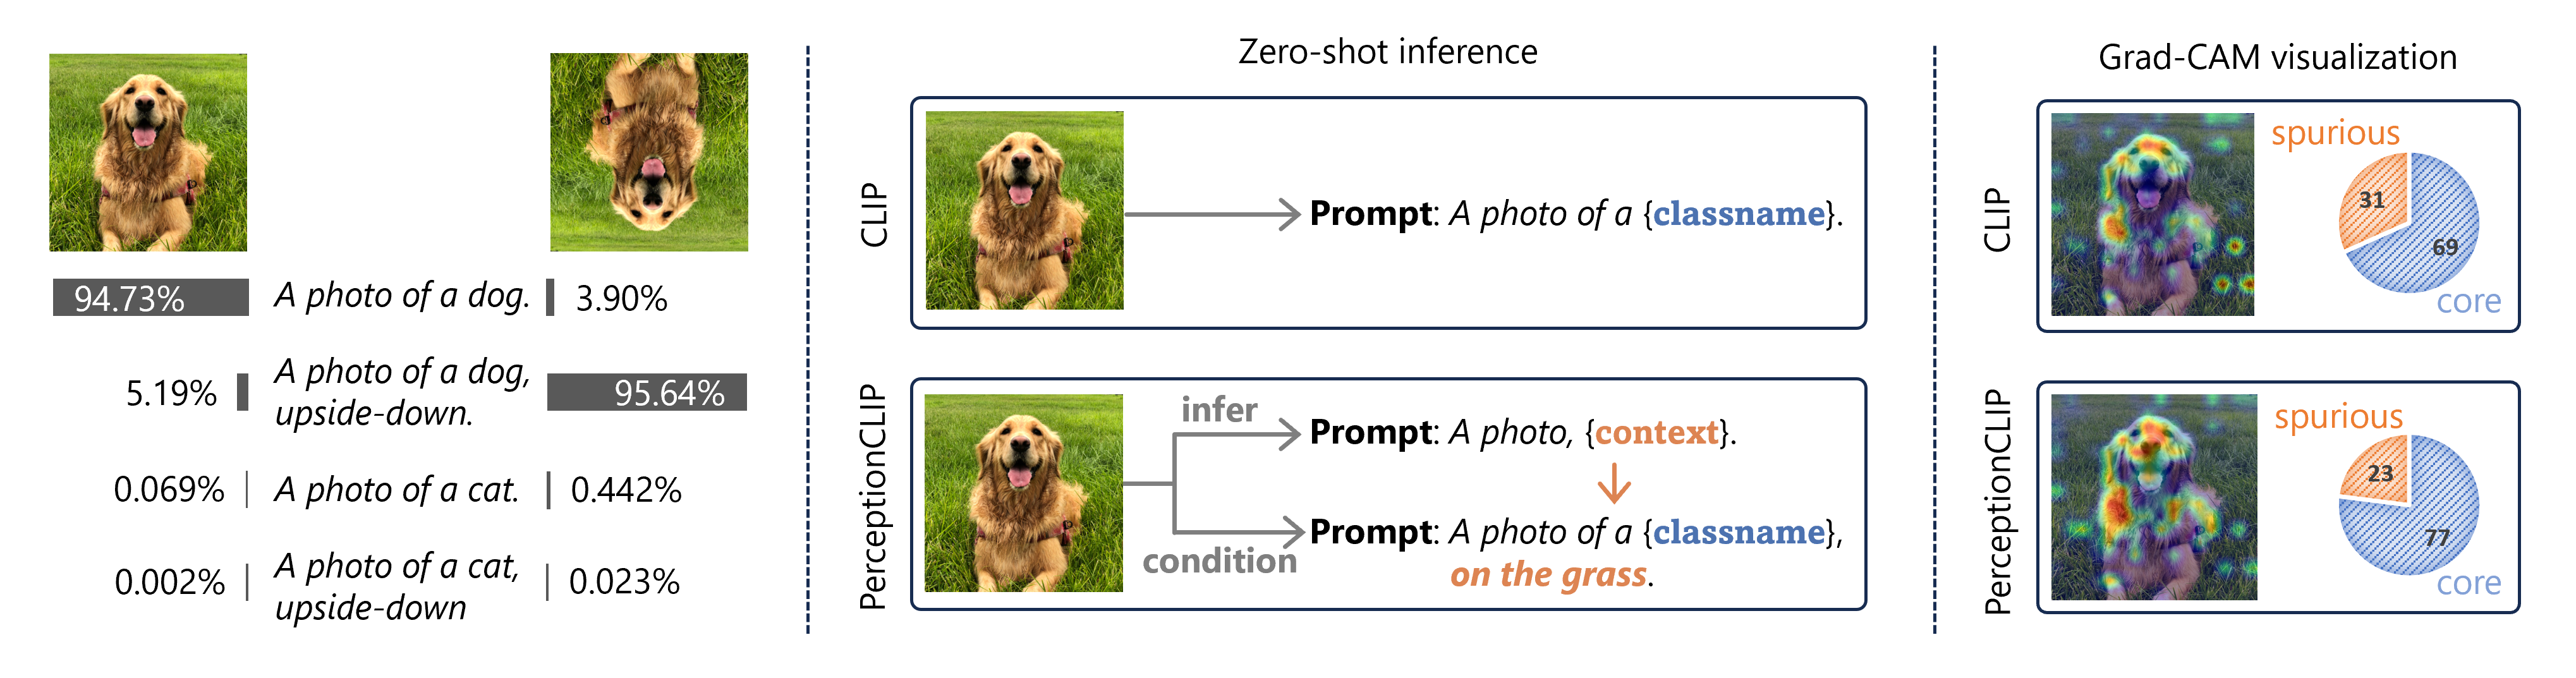 94.73% A photo of a dog. 3.90%
5.19% A photo of a dog, 95.64%
upside-down.
0.069% A photo of a cat. 0.442%
0.002% A photo of a cat, 0.023%
upside-down
Zero-shot inference
CLIP
Prompt: A photo of a {classname}.
PerceptionCLIP
infer
Prompt: A photo, {context}.
condition
Prompt: A photo of a {classname},
on the grass.
Grad-CAM visualization
CLIP
spurious
31
69
core
PerceptionCLIP
spurious
23
77
core